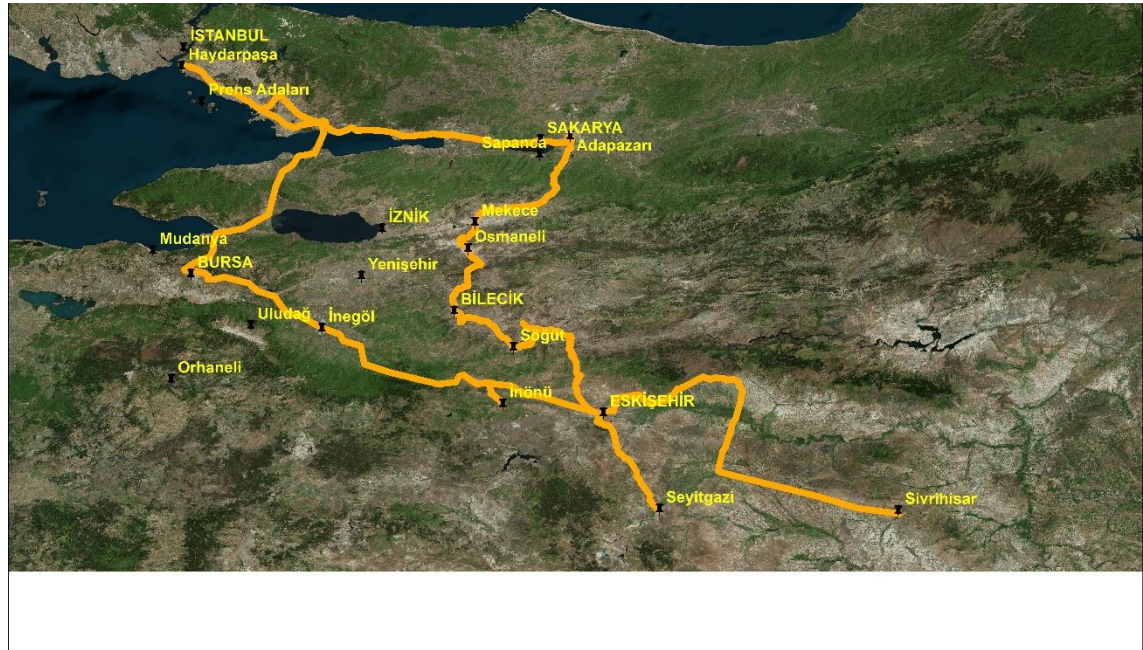 İSTANBUL
Haydarpaşa
Prens Adaları
SAKARYA
Sapanca
Adapazarı
Mekece
İZNİK
Osmaneli
Mudanya
BURSA
Yenişehir
BİLECİK
Uludağ
İnegöl
Söğüt
Orhaneli
İnönü
ESKİŞEHİR
Seyitgazi
Sivrihisar